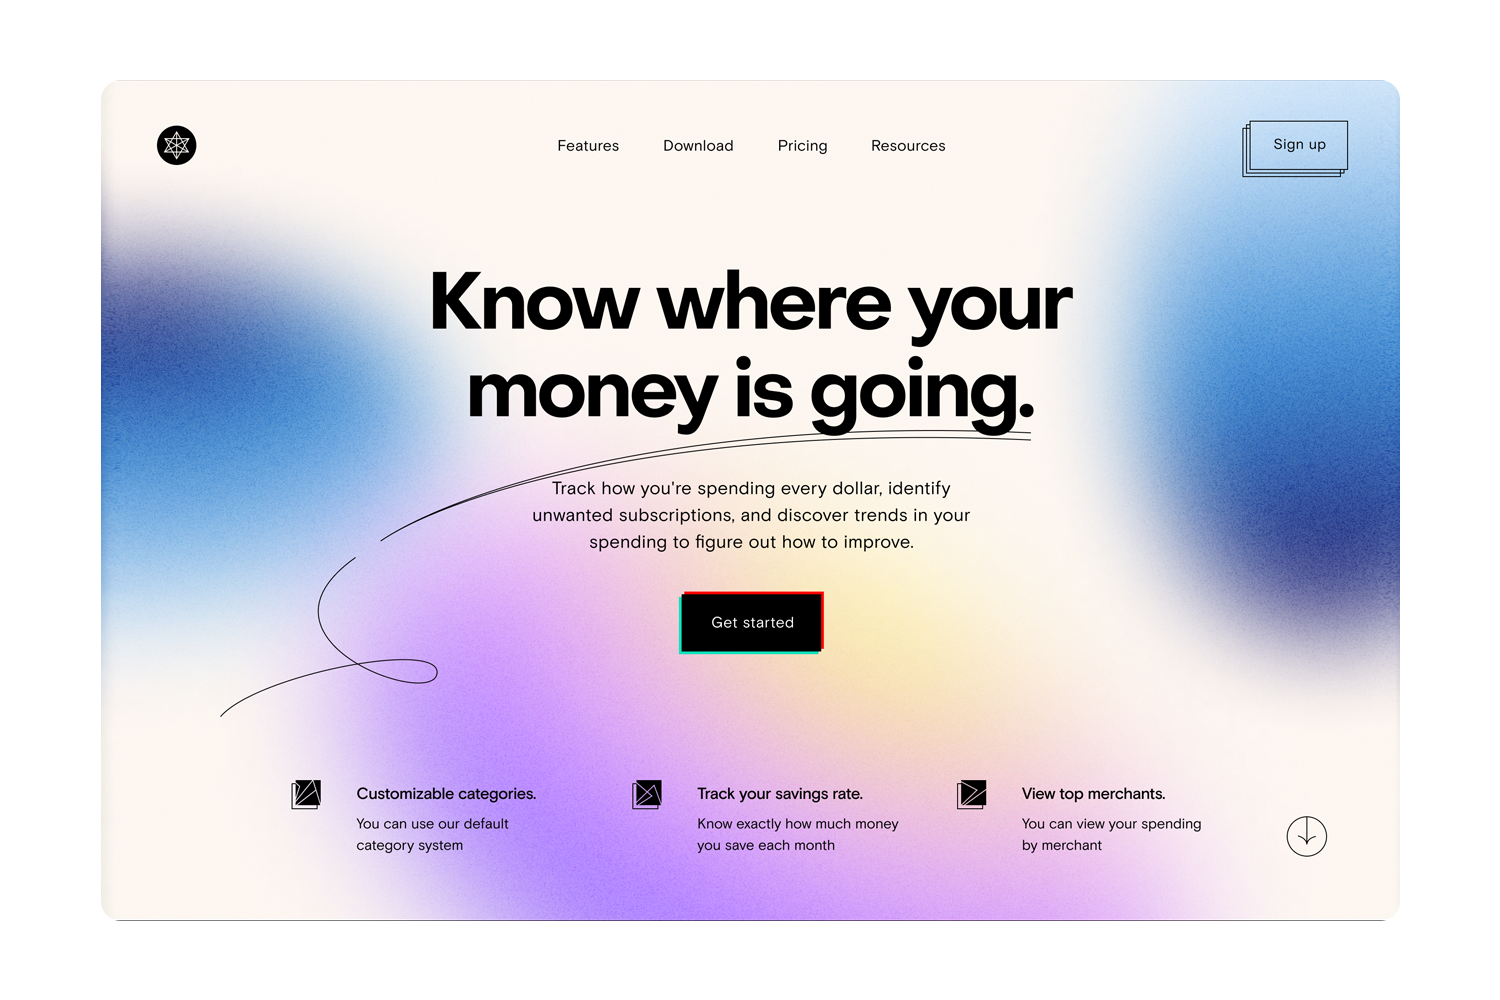 Features
Download
Pricing
Resources
Sign up
Know where your
money is going.
Track how you're spending every dollar, identify
unwanted subscriptions, and discover trends in your
spending to figure out how to improve.
Get started
Customizable categories.
You can use our default
category system
Track your savings rate.
Know exactly how much money
you save each month
View top merchants.
You can view your spending
by merchant